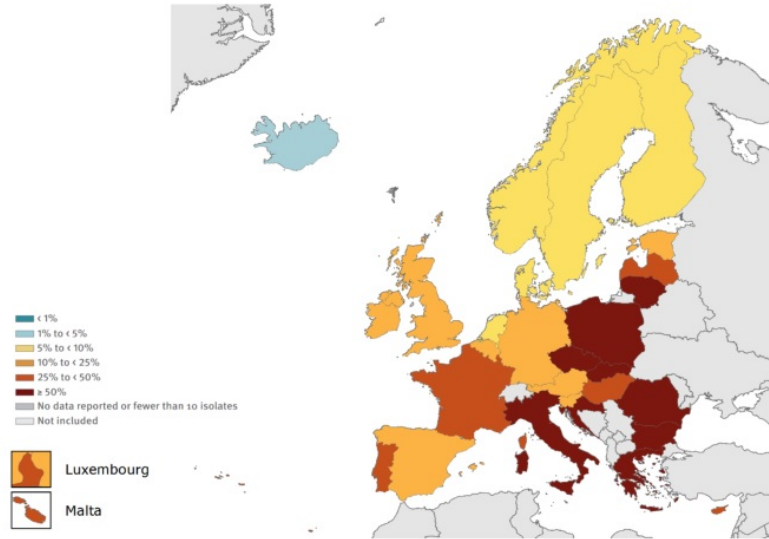 < 1%
1% to < 5%
5% to < 10%
10% to < 25%
25% to < 50%
≥ 50%
No data reported or fewer than 10 isolates
Not included
Luxembourg
Malta